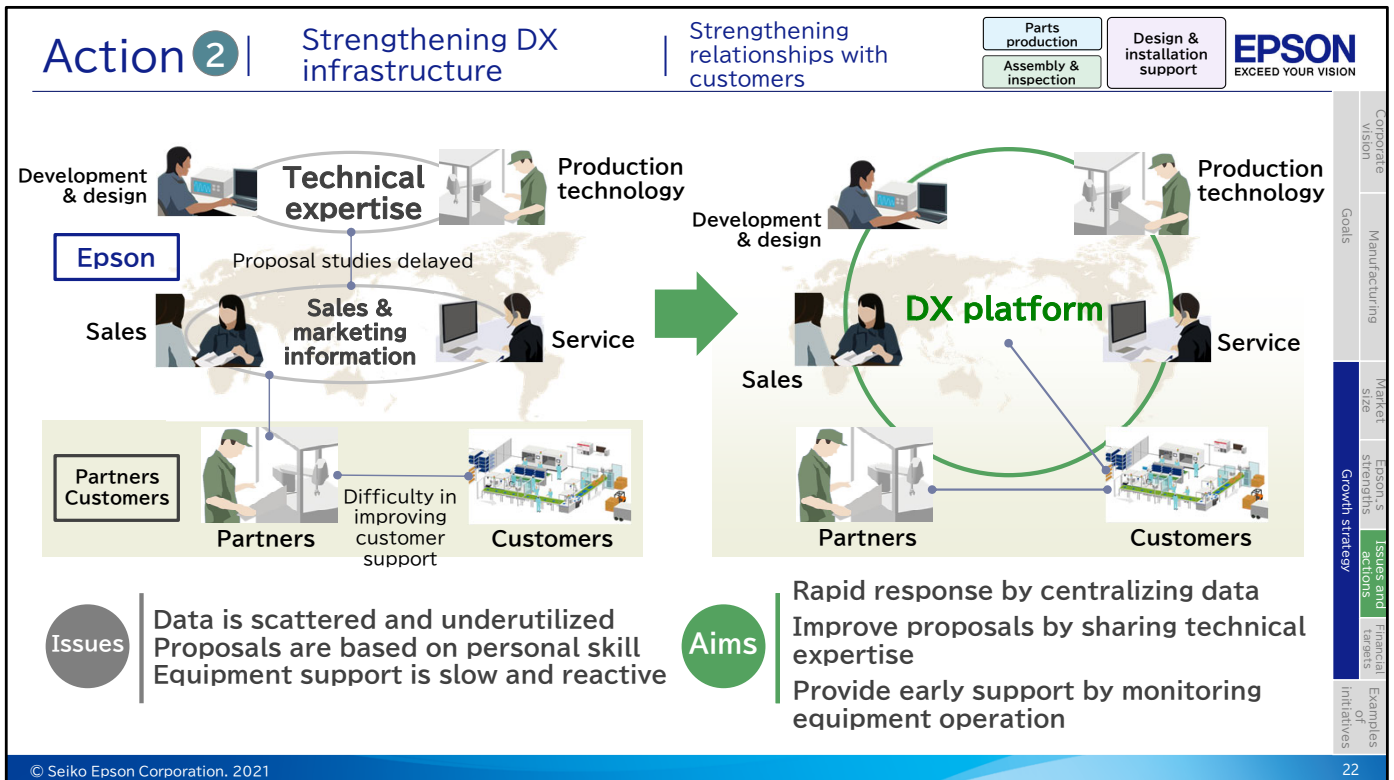 Action 2
Strengthening DX
infrastructure
Strengthening
relationships with
customers
Parts
production
Assembly &
inspection
Design &
installation
support
EPSON
EXCEED YOUR VISION
Development
& design
Technical
expertise
Production
technology
Epson
Proposal studies delayed
Sales
Sales &
marketing
information
Service
Partners
Customers
Partners
Difficulty in
improving
customer
support
Customers
Development
& design
Production
technology
DX platform
Sales
Service
Partners
Customers
Issues
Data is scattered and underutilized
Proposals are based on personal skill
Equipment support is slow and reactive
Aims
Rapid response by centralizing data
Improve proposals by sharing technical
expertise
Provide early support by monitoring
equipment operation
Goals
Corporate
vision
Manufacturing
Growth strategy
Market
size
Epson's
strengths
Issues and
actions
Financial
targets
Examples
of
initiatives
© Seiko Epson Corporation. 2021
22